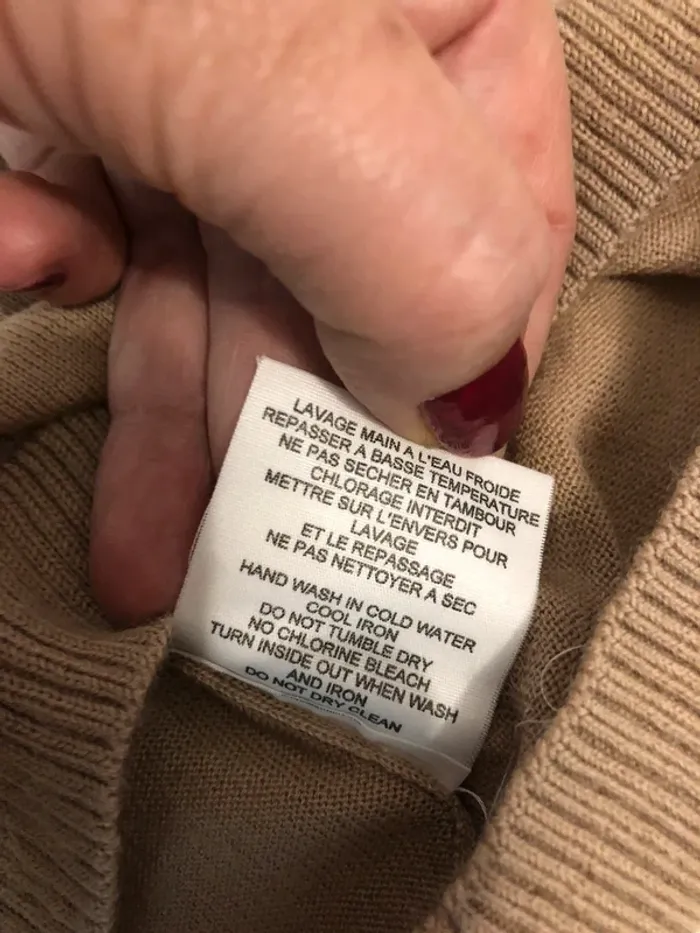 LAVAGE MAIN A L'EAU FROIDE
REPASSER A BASSE TEMPERATURE
NE PAS SECHER EN TAMBOUR
CHLORAGE INTERDIT
METTRE SUR L'ENVERS POUR
LAVAGE
ET LE REPASSAGE
NE PAS NETTOYER A SEC
HAND WASH IN COLD WATER
COOL IRON
DO NOT TUMBLE DRY
NO CHLORINE BLEACH
TURN INSIDE OUT WHEN WASH
AND IRON
DO NOT DRY CLEAN